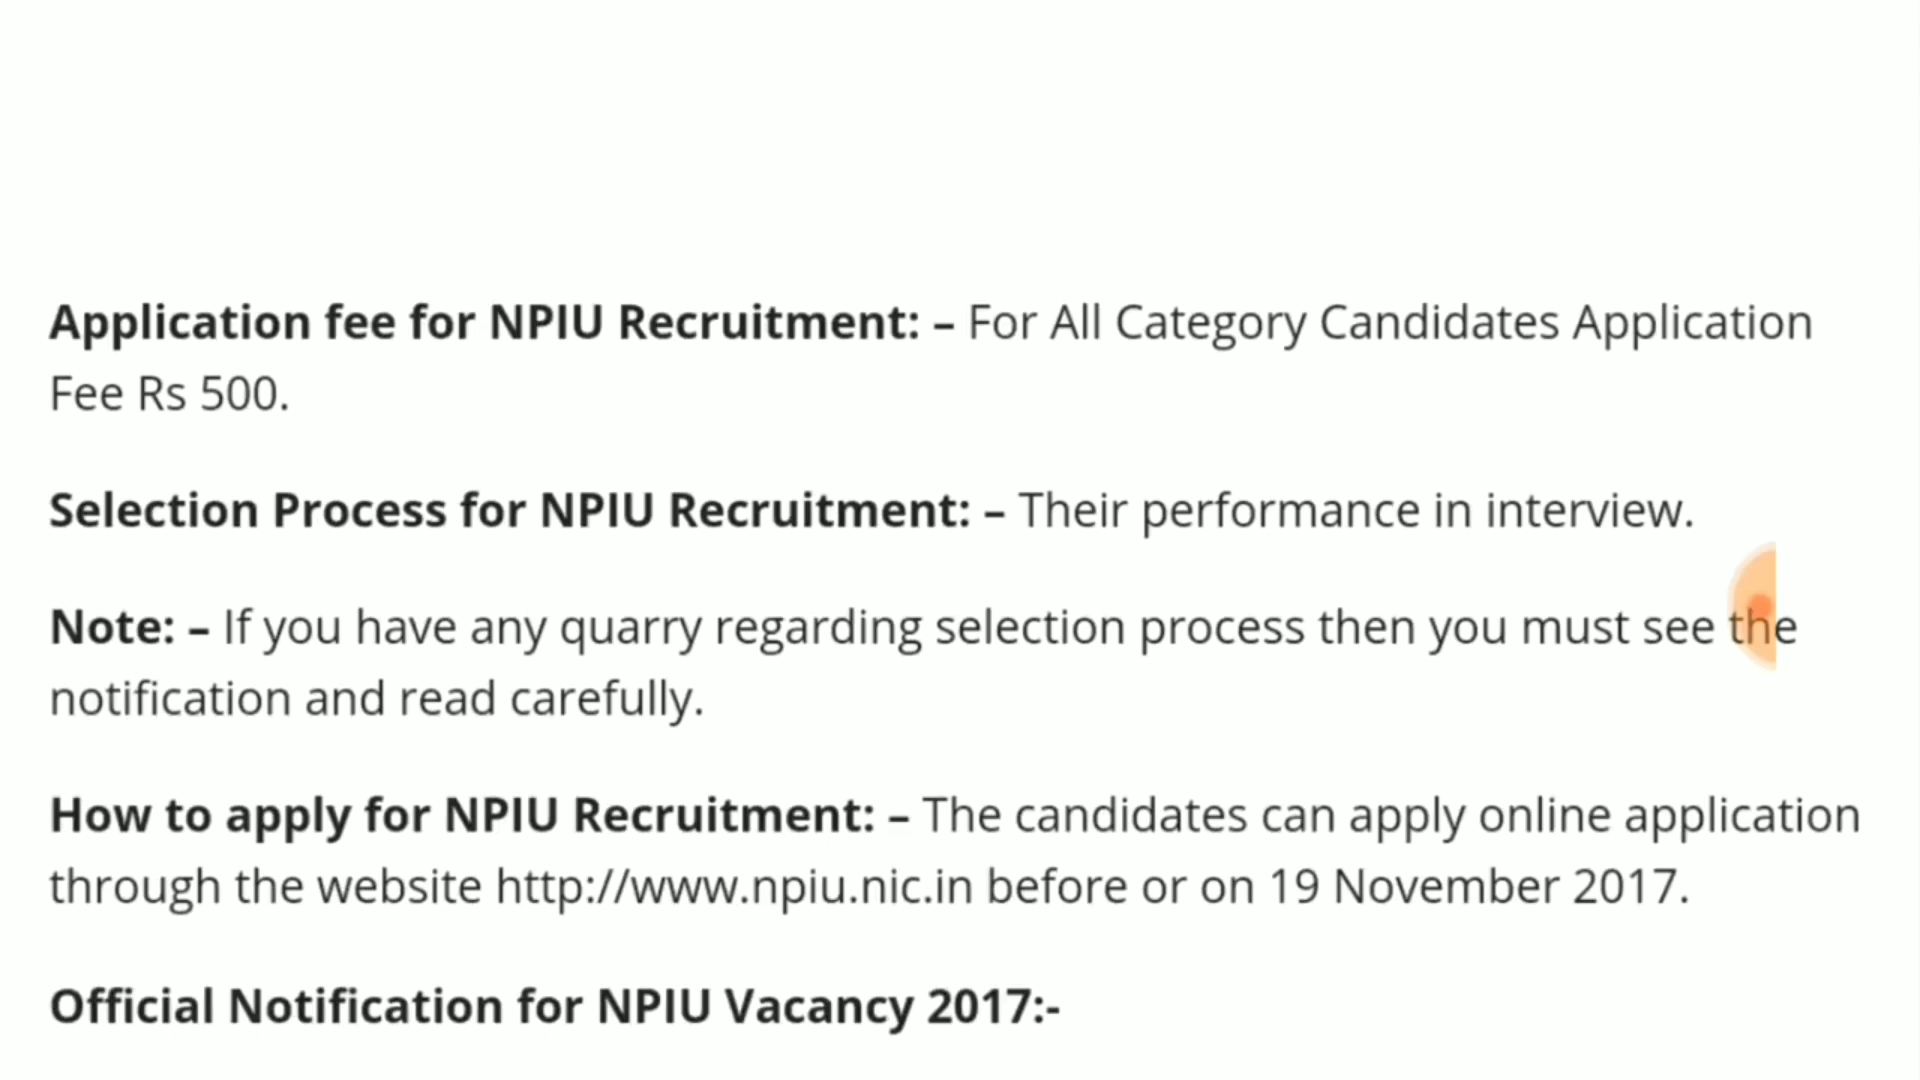 Application fee for NPIU Recruitment: – For All Category Candidates Application
Fee Rs 500.
Selection Process for NPIU Recruitment: – Their performance in interview.
Note: – If you have any quarry regarding selection process then you must see the
notification and read carefully.
How to apply for NPIU Recruitment: – The candidates can apply online application
through the website http://www.npiu.nic.in before or on 19 November 2017.
Official Notification for NPIU Vacancy 2017:-